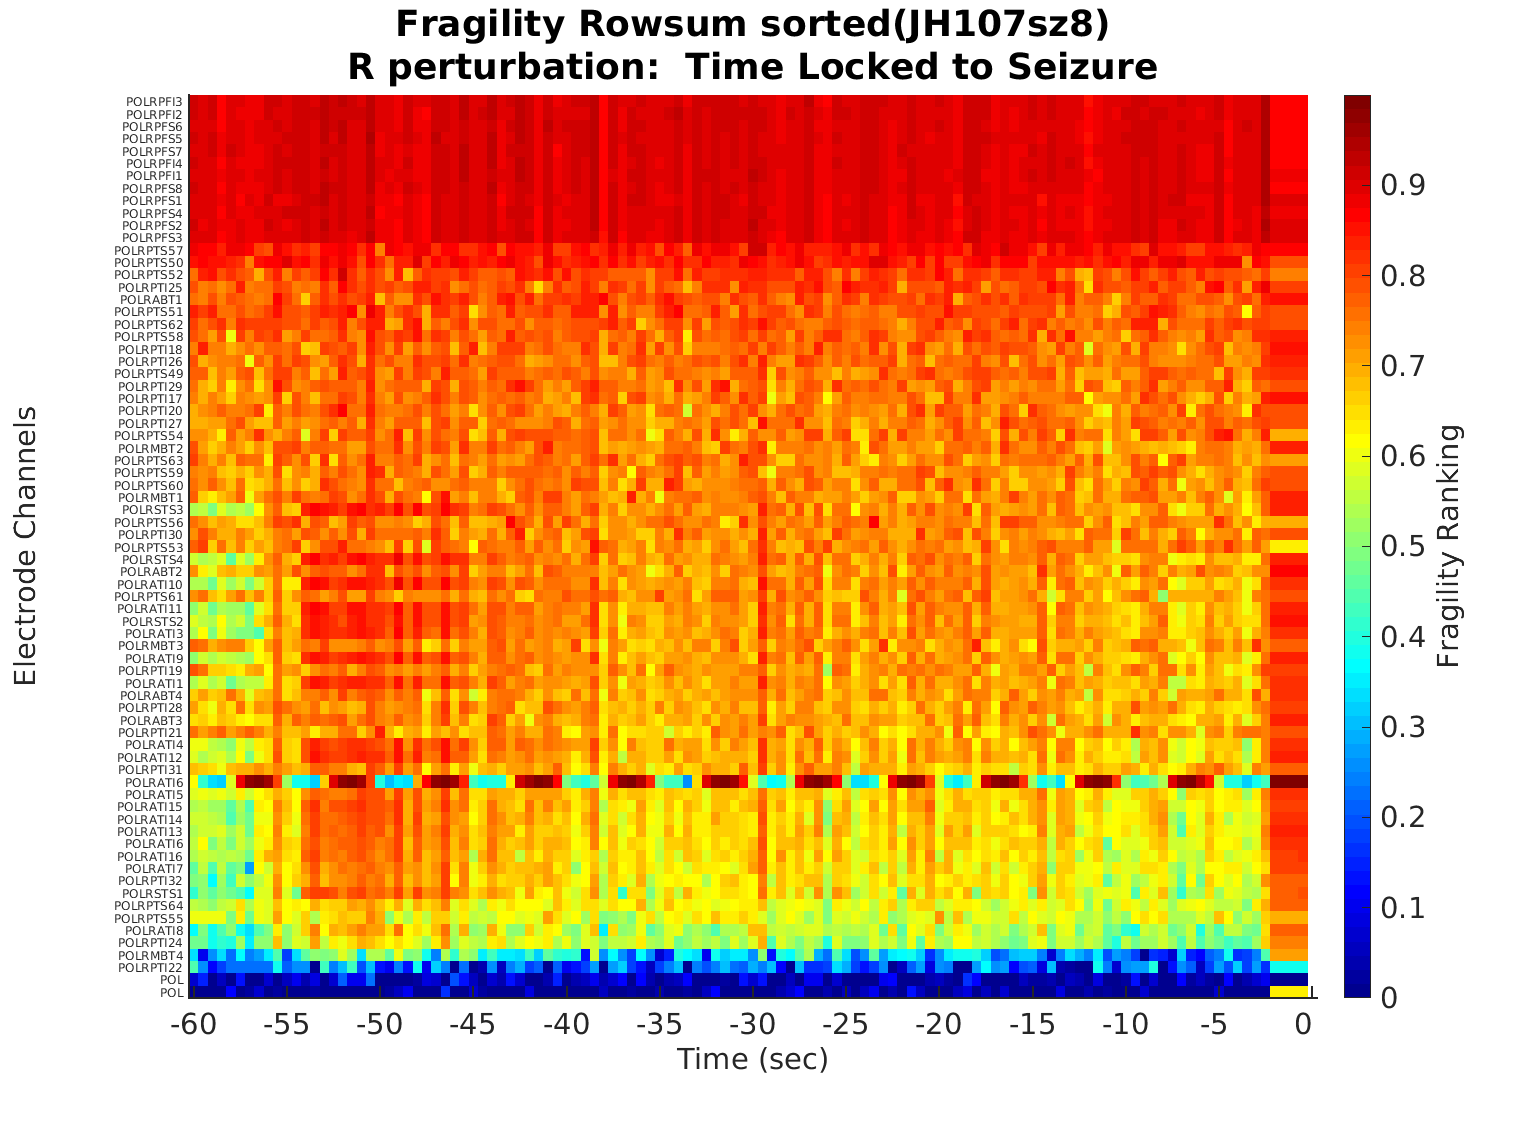 Fragility Rowsum sorted(JH107sz8)
R perturbation:  Time Locked to Seizure
Electrode Channels
POLRPFI3
POLRPFI2
POLRPFS6
POLRPFS5
POLRPFS7
POLRPFI4
POLRPFI1
POLRPFS8
POLRPFS1
POLRPFS4
POLRPFS2
POLRPFS3
POLRPTS57
POLRPTS50
POLRPTS52
POLRPTI25
POLRABT1
POLRPTS51
POLRPTS62
POLRPTS58
POLRPTI18
POLRPTI26
POLRPTS49
POLRPTI29
POLRPTI17
POLRPTI20
POLRPTI27
POLRPTS54
POLRMBT2
POLRPTS63
POLRPTS59
POLRPTS60
POLRMBT1
POLRSTS3
POLRPTS56
POLRPTI30
POLRPTS53
POLRSTS4
POLRABT2
POLRATI10
POLRPTS61
POLRATI11
POLRSTS2
POLRATI3
POLRMBT3
POLRATI9
POLRPTI19
POLRATI1
POLRABT4
POLRPTI28
POLRABT3
POLRPTI21
POLRATI4
POLRATI12
POLRPTI31
POLRATI6
POLRATI5
POLRATI15
POLRATI14
POLRATI13
POLRATI6
POLRATI16
POLRATI7
POLRPTI32
POLRSTS1
POLRPTS64
POLRPTS55
POLRATI8
POLRPTI24
POLRMBT4
POLRPTI22
POL
POL
-60 -55 -50 -45 -40 -35 -30 -25 -20 -15 -10 -5 0
Time (sec)
0.9
0.8
0.7
0.6
0.5
0.4
0.3
0.2
0.1
0
Fragility Ranking